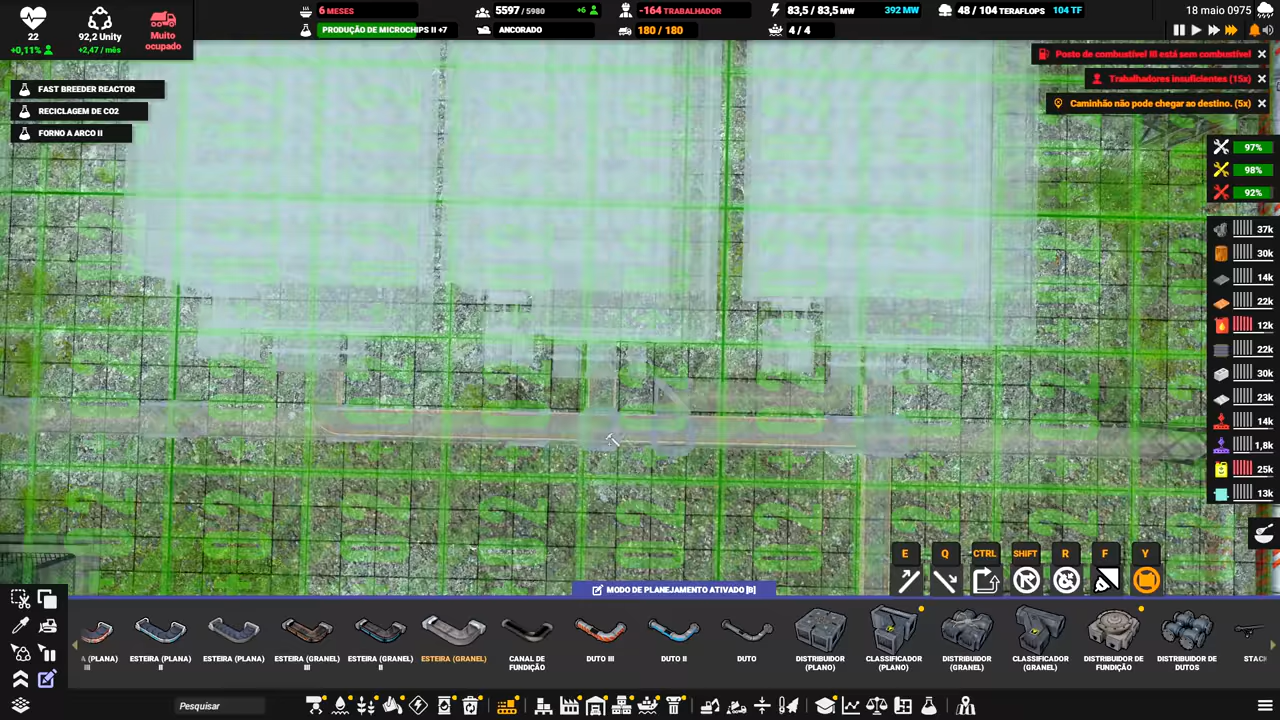 22
+0,11%
92,2 Unity
+2,47 / mês
Muito ocupado
6 MESES
PRODUÇÃO DE MICROCHIPS II +7
5597 / 5980 +6
ANCORADO
-164 TRABALHADOR
180 / 180
83,5 / 83,5 MW 392 MW
4 / 4
48 / 104 TERAFLOPS 104 TF
18 maio 0975
FAST BREEDER REACTOR
RECICLAGEM DE CO2
FORNO A ARCO II
Posto de combustível III está sem combustível
Trabalhadores insuficientes (15x)
Caminhão não pode chegar ao destino. (5x)
97%
98%
92%
37k
30k
14k
22k
12k
22k
30k
23k
14k
1,8k
25k
13k
E Q CTRL SHIFT R F Y
MODO DE PLANEJAMENTO ATIVADO [B]
A (PLANA) III
ESTEIRA (PLANA) II
ESTEIRA (PLANA)
ESTEIRA (GRANEL) III
ESTEIRA (GRANEL) II
ESTEIRA (GRANEL)
CANAL DE FUNDIÇÃO
DUTO III
DUTO II
DUTO
DISTRIBUIDOR (PLANO)
CLASSIFICADOR (PLANO)
DISTRIBUIDOR (GRANEL)
CLASSIFICADOR (GRANEL)
DISTRIBUIDOR DE FUNDIÇÃO
DISTRIBUIDOR DE DUTOS
STAC
Pesquisar